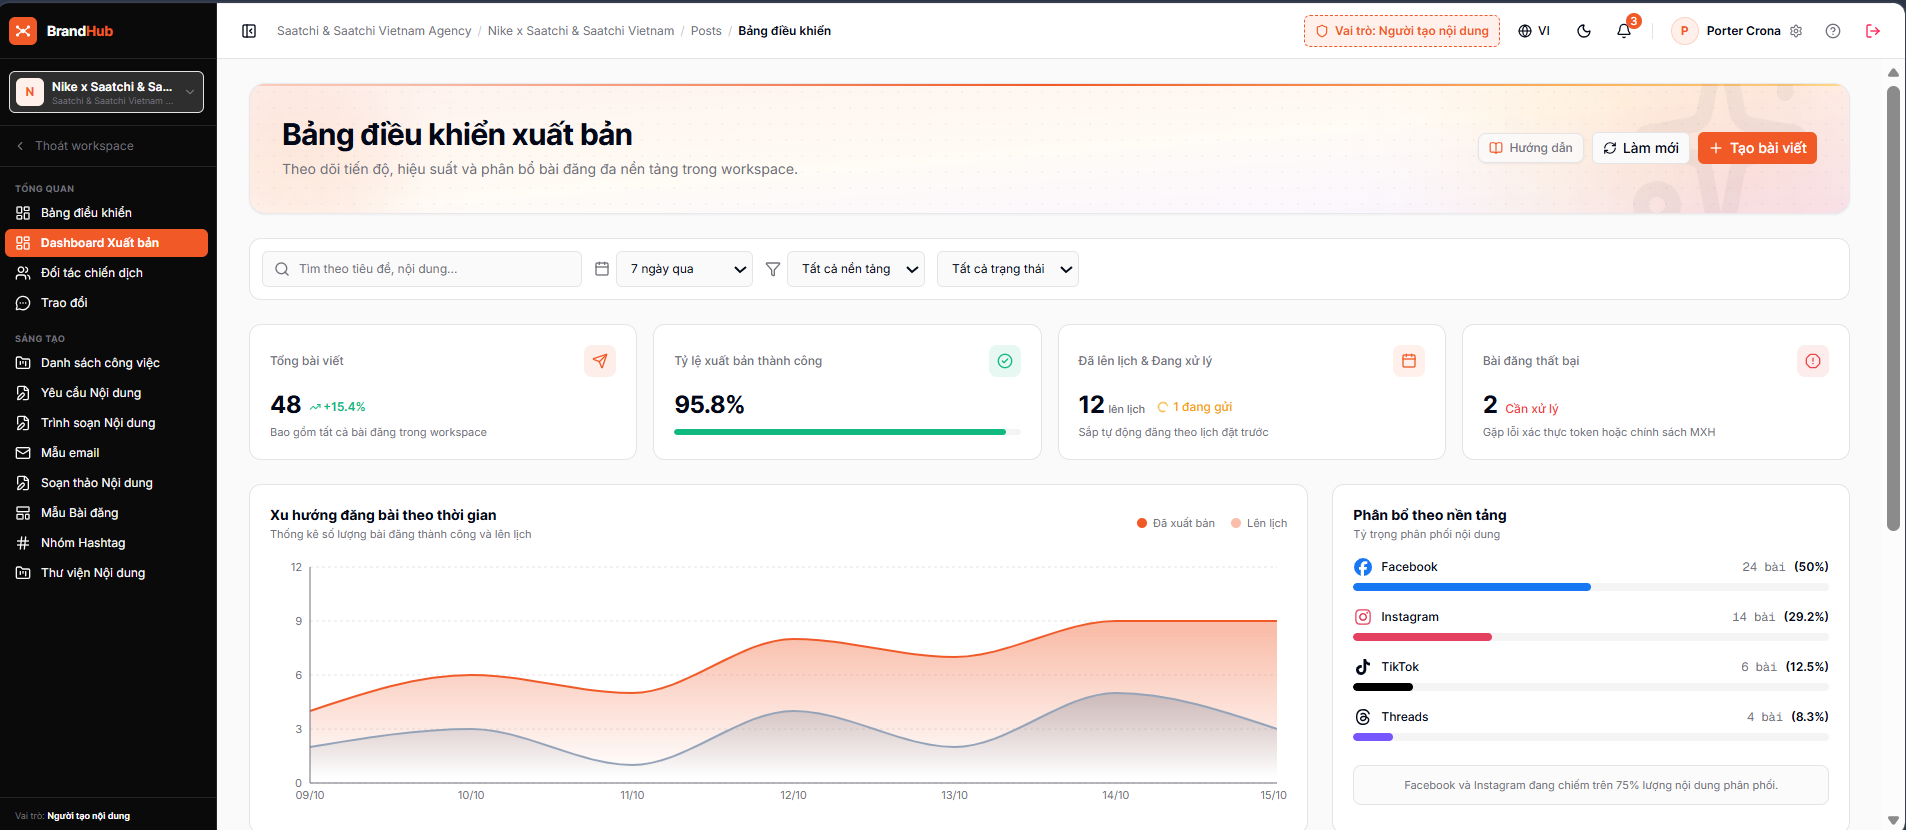 BrandHub
Saatchi & Saatchi Vietnam Agency / Nike x Saatchi & Saatchi Vietnam / Posts / Bảng điều khiển
Vai trò: Người tạo nội dung
VI
3
P
Porter Crona
N
Nike x Saatchi & Sa...
Saatchi & Saatchi Vietnam ...
Thoát workspace
TỔNG QUAN
Bảng điều khiển
Dashboard Xuất bản
Đối tác chiến dịch
Trao đổi
SÁNG TẠO
Danh sách công việc
Yêu cầu Nội dung
Trình soạn Nội dung
Mẫu email
Soạn thảo Nội dung
Mẫu Bài đăng
Nhóm Hashtag
Thư viện Nội dung
Vai trò: Người tạo nội dung
Bảng điều khiển xuất bản
Theo dõi tiến độ, hiệu suất và phân bổ bài đăng đa nền tảng trong workspace.
Hướng dẫn
Làm mới
+ Tạo bài viết
Tìm theo tiêu đề, nội dung...
7 ngày qua
Tất cả nền tảng
Tất cả trạng thái
Tổng bài viết
48 +15.4%
Bao gồm tất cả bài đăng trong workspace
Tỷ lệ xuất bản thành công
95.8%
Đã lên lịch & Đang xử lý
12 lên lịch 1 đang gửi
Sắp tự động đăng theo lịch đặt trước
Bài đăng thất bại
2 Cần xử lý
Gặp lỗi xác thực token hoặc chính sách MXH
Xu hướng đăng bài theo thời gian
Thống kê số lượng bài đăng thành công và lên lịch
Đã xuất bản
Lên lịch
12
9
6
3
0
09/10
10/10
11/10
12/10
13/10
14/10
15/10
Phân bổ theo nền tảng
Tỷ trọng phân phối nội dung
Facebook 24 bài (50%)
Instagram 14 bài (29.2%)
TikTok 6 bài (12.5%)
Threads 4 bài (8.3%)
Facebook và Instagram đang chiếm trên 75% lượng nội dung phân phối.